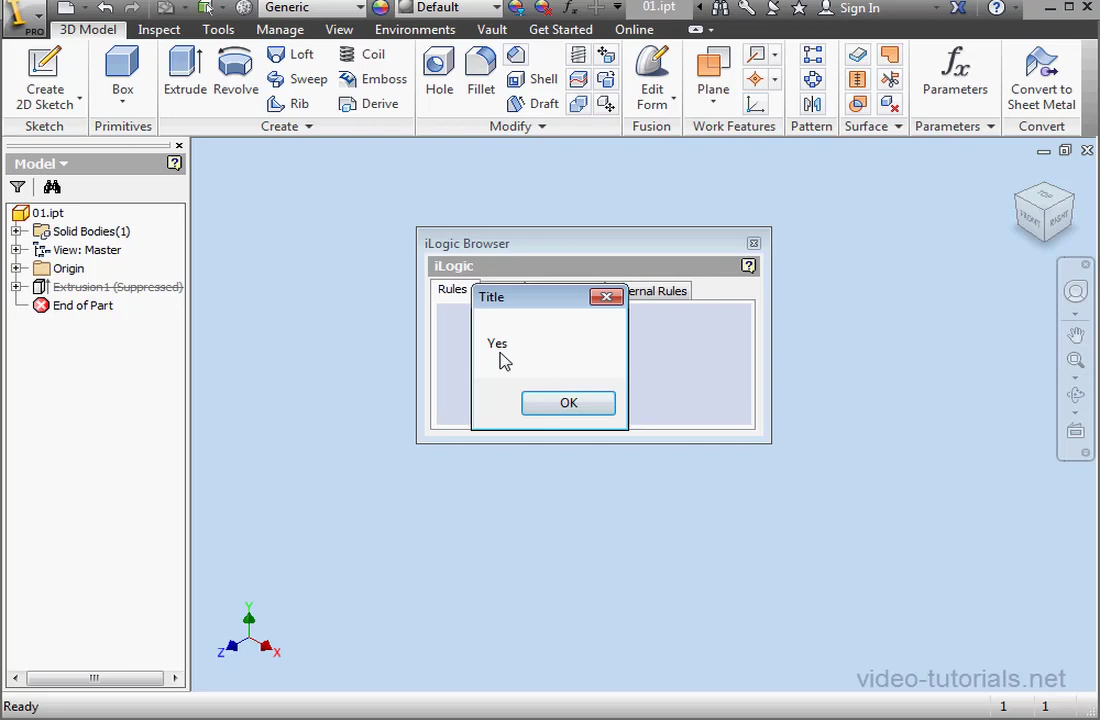 Generic
Default
01.ipt
Sign In
PRO
3D Model
Inspect
Tools
Manage
View
Environments
Vault
Get Started
Online
Create
2D Sketch
Box
Extrude
Revolve
Loft
Sweep
Rib
Coil
Emboss
Derive
Hole
Fillet
Shell
Draft
Edit
Form
Plane
Parameters
Convert to
Sheet Metal
Sketch
Primitives
Create
Modify
Fusion
Work Features
Pattern
Surface
Parameters
Convert
Model
01.ipt
Solid Bodies(1)
View: Master
Origin
Extrusion1 (Suppressed)
End of Part
iLogic Browser
iLogic
Rules
ernal Rules
Title
Yes
OK
TOP
FRONT
RIGHT
Y
Z
X
video-tutorials.net
Ready
1
1